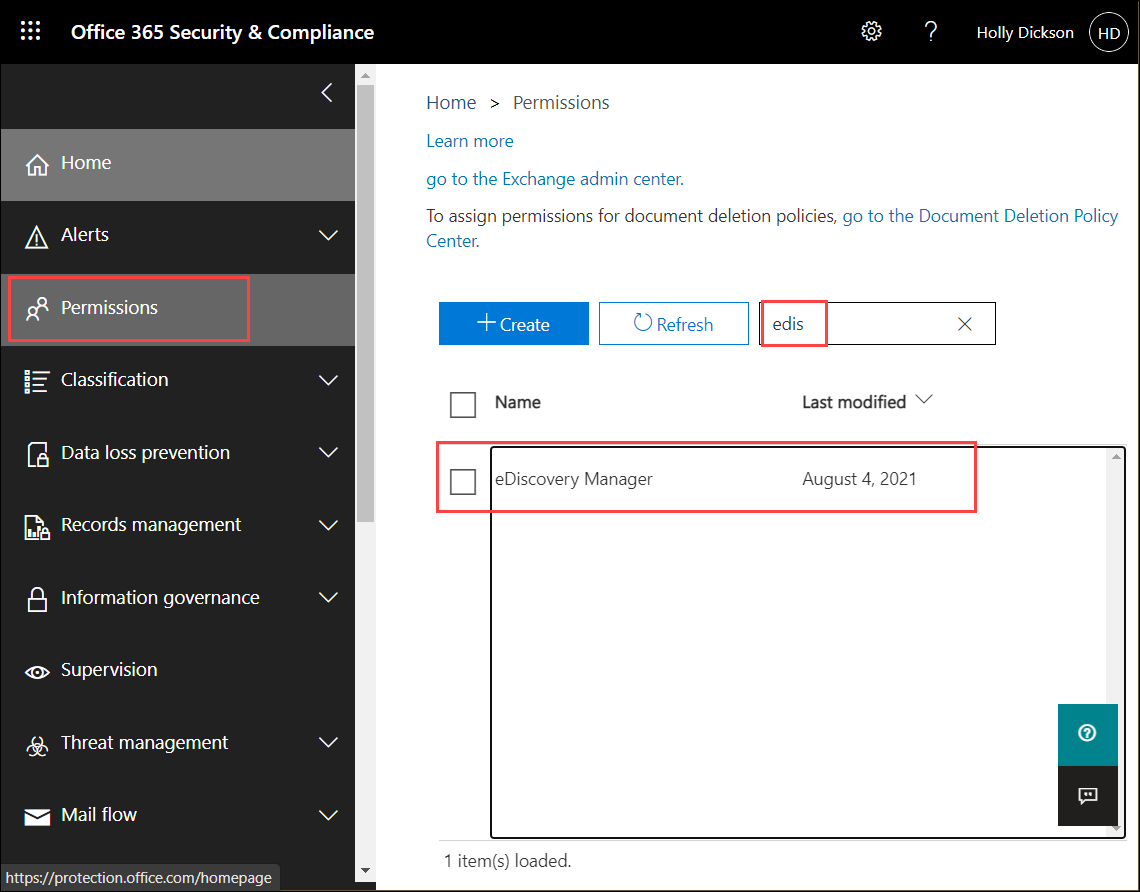 Office 365 Security & Compliance
Holly Dickson
HD
Home
Alerts
Permissions
Classification
Data loss prevention
Records management
Information governance
Supervision
Threat management
Mail flow
https://protection.office.com/homepage
Home > Permissions
Learn more
go to the Exchange admin center.
To assign permissions for document deletion policies, go to the Document Deletion Policy
Center.
+ Create
Refresh
edis
Name
Last modified
eDiscovery Manager
August 4, 2021
1 item(s) loaded.